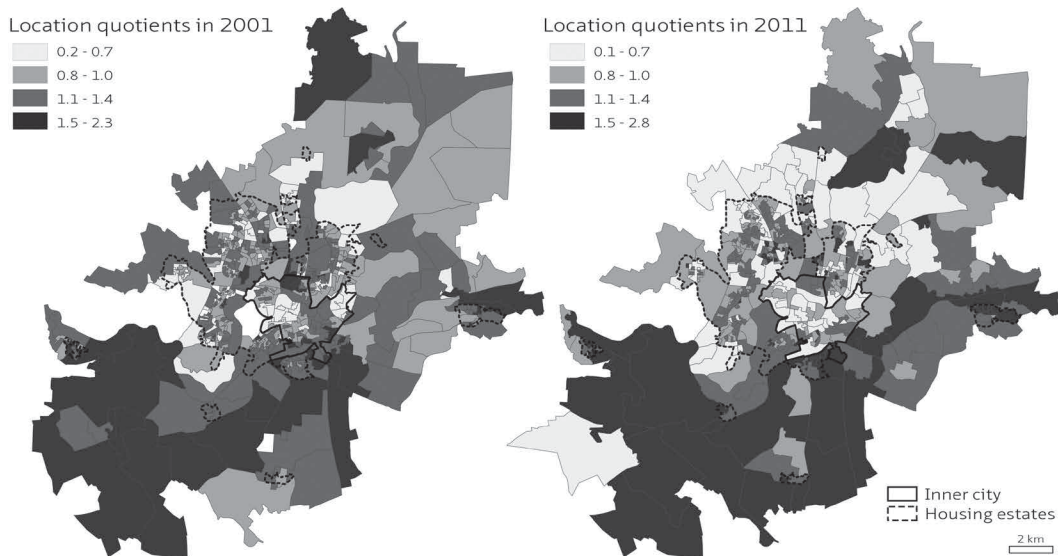 Location quotients in 2001
0.2 - 0.7
0.8 - 1.0
1.1 - 1.4
1.5 - 2.3
Location quotients in 2011
0.1 - 0.7
0.8 - 1.0
1.1 - 1.4
1.5 - 2.8
Inner city
Housing estates
2 km